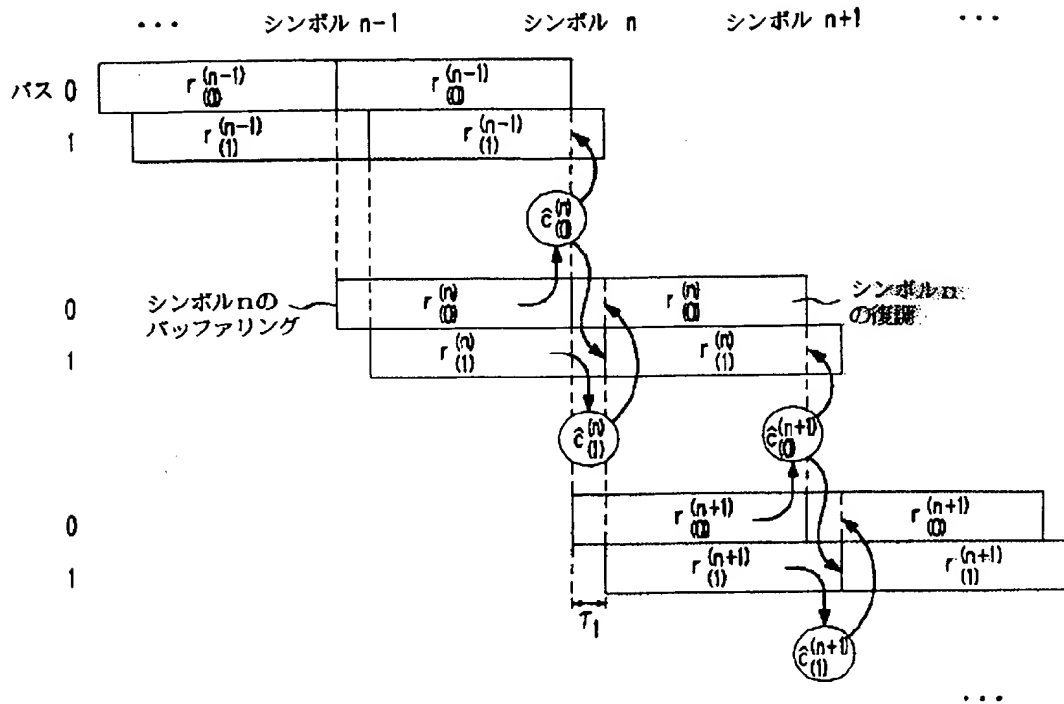 ... シンボル n-1 シンボル n シンボル n+1 ...
パス 0 r(0)(n-1) r(0)(n-1)
1 r(1)(n-1) r(1)(n-1)
ĉ(0)(n)
シンボルnの
バッファリング
0 r(0)(n) r(0)(n)
シンボルn
の復調
1 r(1)(n) r(1)(n)
ĉ(1)(n) ĉ(0)(n+1)
0 r(0)(n+1) r(0)(n+1)
1 r(1)(n+1) r(1)(n+1)
τ1
ĉ(1)(n+1)
...